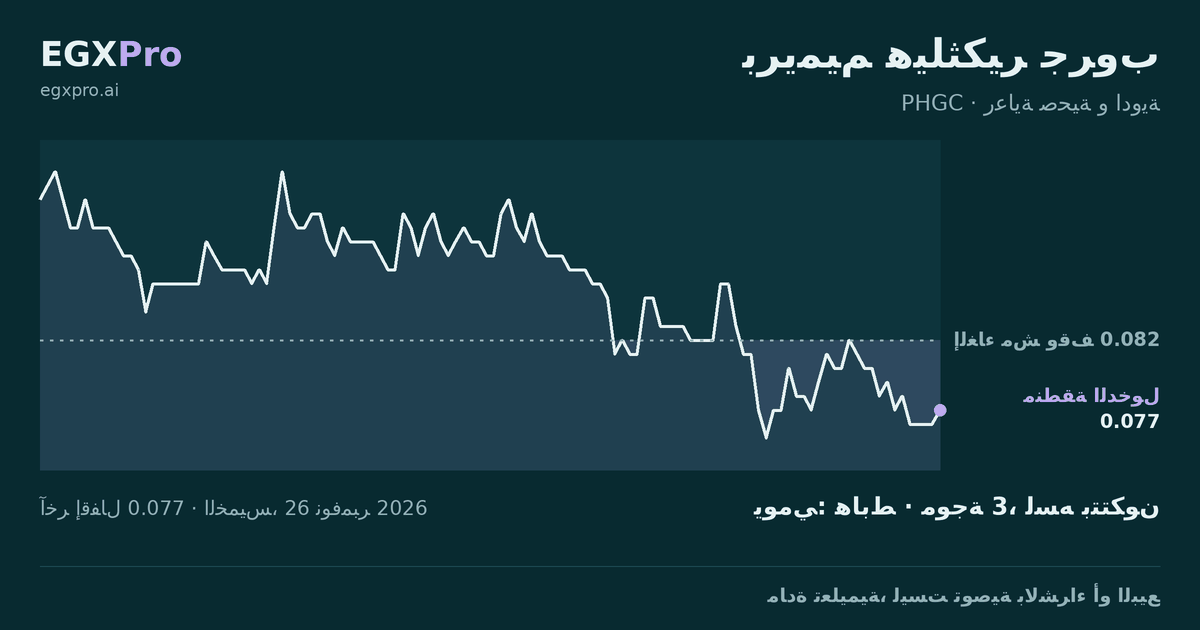 EGXPro
egxpro.ai
بريميم هيلثكير جروب
PHGC · رعاية صحية و ادوية
إلغاء مش وقف 0.082
منطقة الدخول
0.077
يومي: هابط · موجة 3، لسه بتتكون
آخر إقفال 0.077 · الخميس، 26 نوفمبر 2026
مادة تعليمية، ليست توصية بالشراء أو البيع